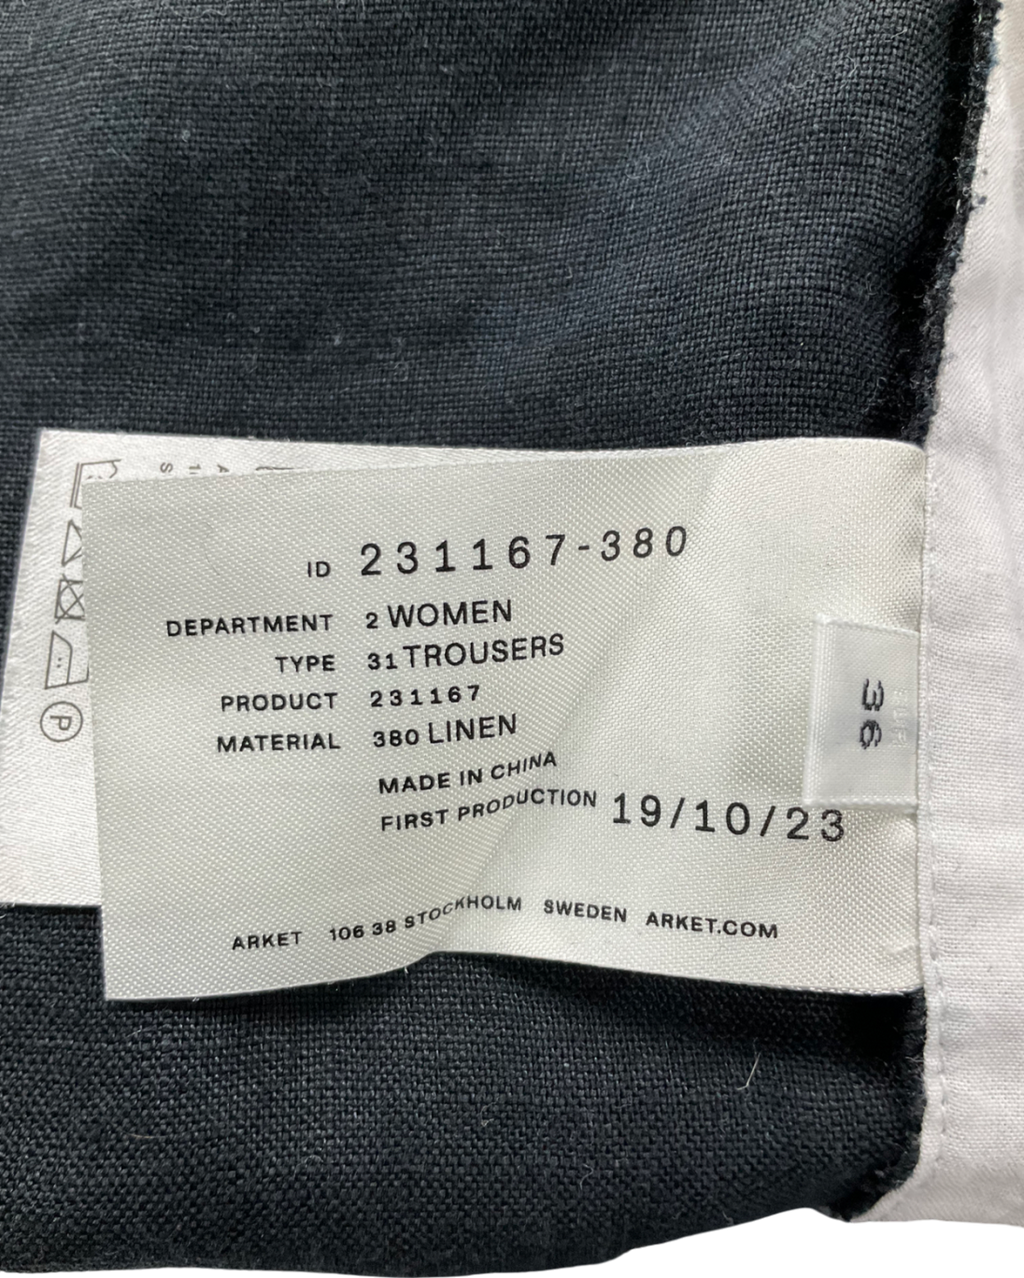 ID 231167-380
DEPARTMENT 2 WOMEN
TYPE 31 TROUSERS
PRODUCT 231167
MATERIAL 380 LINEN
MADE IN CHINA
FIRST PRODUCTION 19/10/23
ARKET 106 38 STOCKHOLM SWEDEN ARKET.COM
36
P